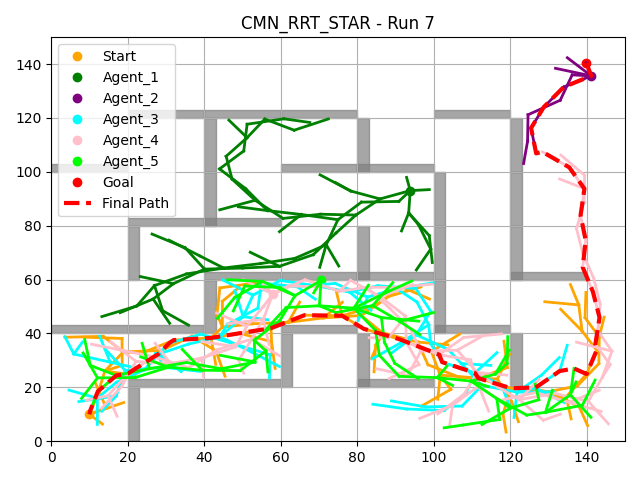 CMN_RRT_STAR - Run 7
Start
Agent_1
Agent_2
Agent_3
Agent_4
Agent_5
Goal
Final Path
140
120
100
80
60
40
20
0
0 20 40 60 80 100 120 140